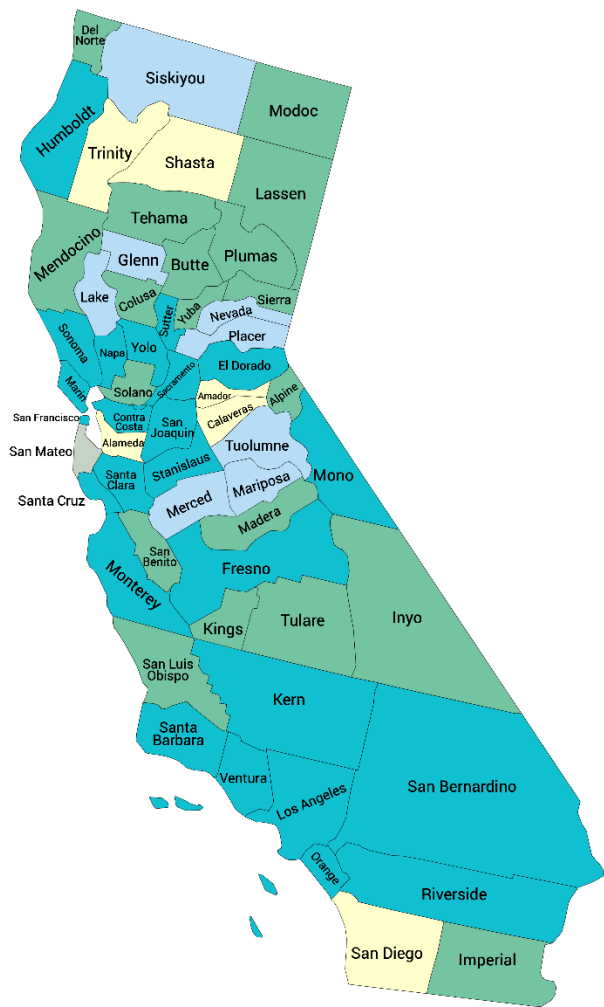 Del
Norte
Siskiyou
Modoc
Humboldt
Trinity
Shasta
Lassen
Tehama
Mendocino
Glenn
Butte
Plumas
Lake
Colusa
Sutter
Yuba
Sierra
Nevada
Placer
Sonoma
Napa
Yolo
Sacramento
El Dorado
Marin
Solano
Amador
Alpine
San Francisco
Contra
Costa
San
Joaquin
Calaveras
Alameda
Tuolumne
San Mateo
Santa
Clara
Stanislaus
Mono
Santa Cruz
Merced
Mariposa
Madera
San
Benito
Monterey
Fresno
Kings
Tulare
Inyo
San Luis
Obispo
Kern
Santa
Barbara
Ventura
Los Angeles
San Bernardino
Orange
Riverside
San Diego
Imperial